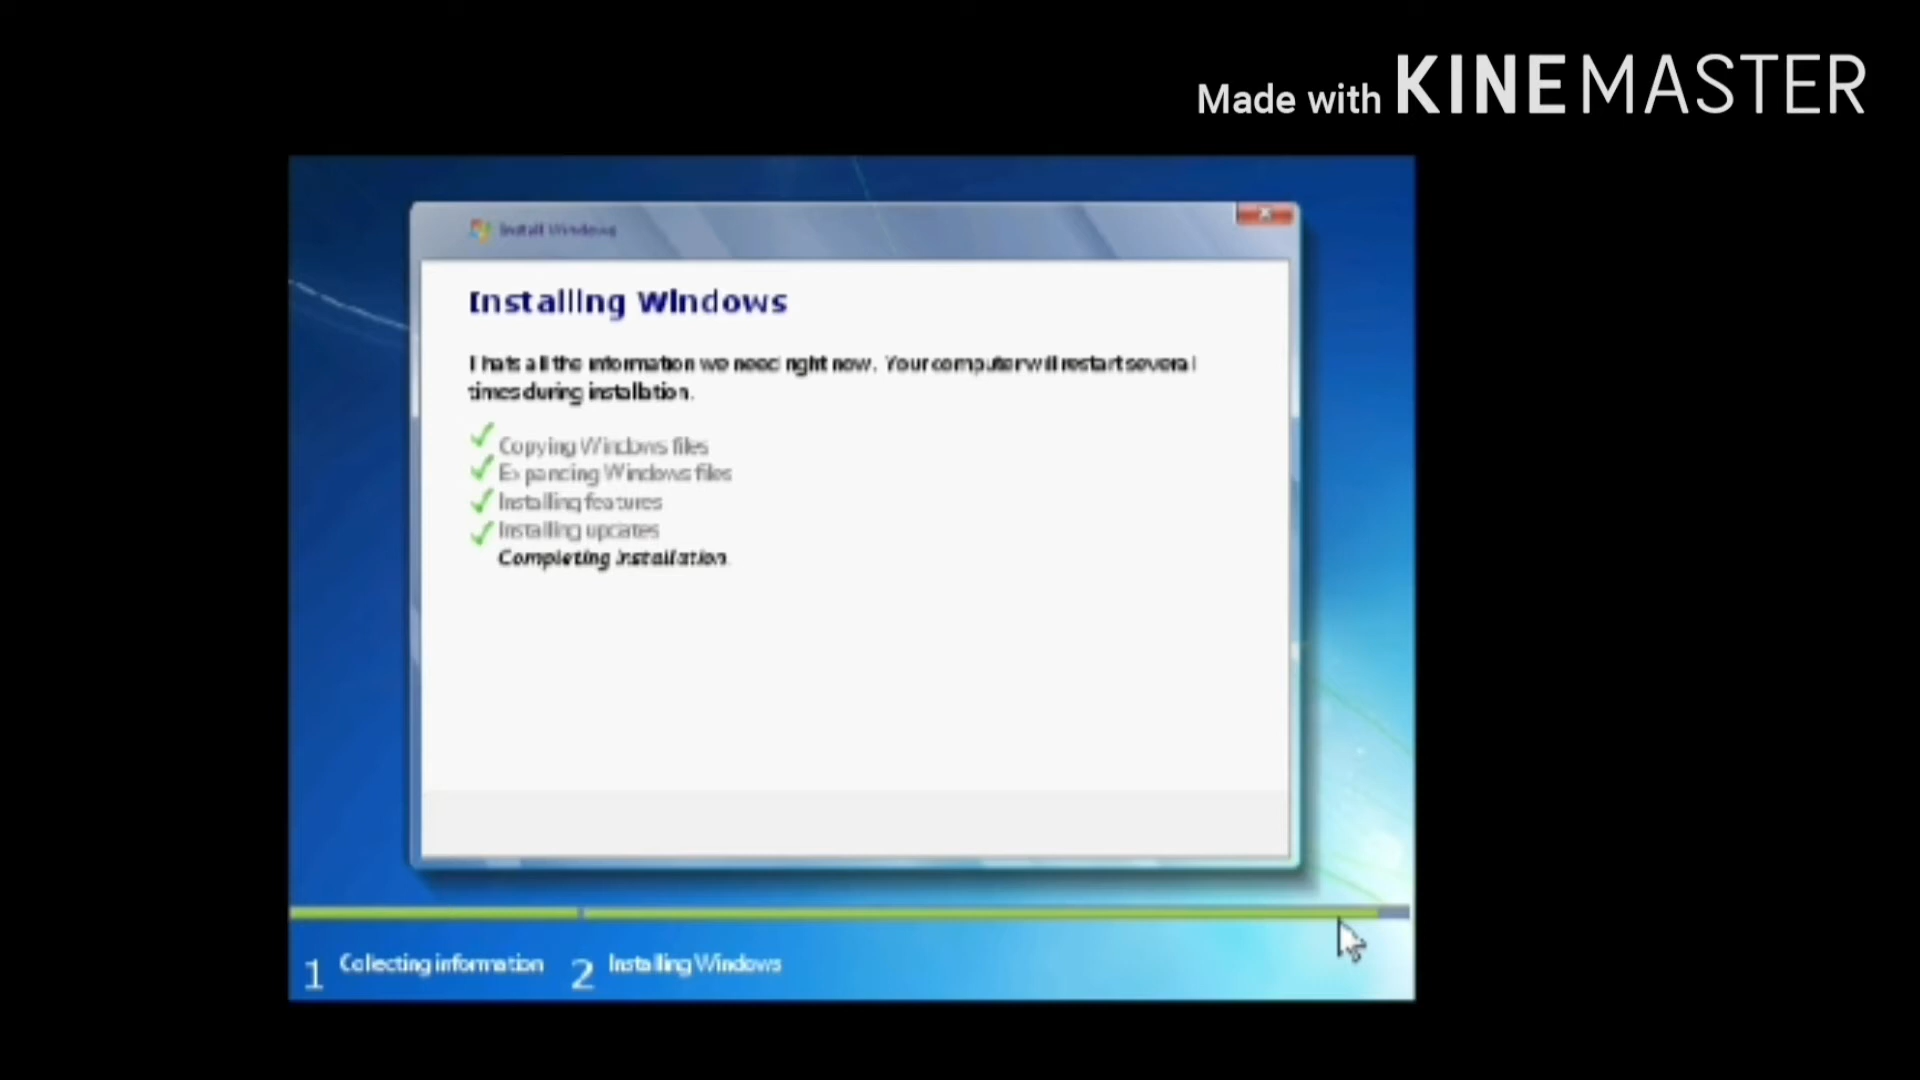 Made with KINEMASTER
Install Windows
Installing Windows
Thats all the information we need right now. Your computer will restart several
times during installation.
Copying Windows files
Expanding Windows files
Installing features
Installing updates
Completing installation.
1 Collecting information 2 Installing Windows